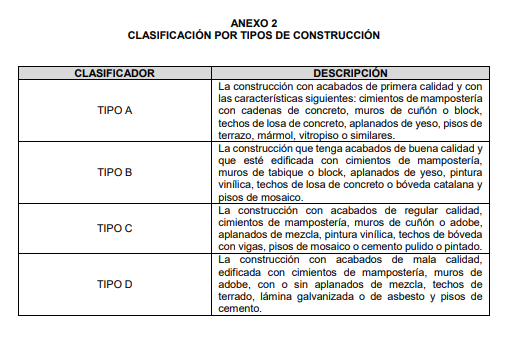 ANEXO 2
CLASIFICACIÓN POR TIPOS DE CONSTRUCCIÓN
CLASIFICADOR DESCRIPCIÓN
TIPO A
La construcción con acabados de primera calidad y con
las características siguientes: cimientos de mampostería
con cadenas de concreto, muros de cuñón o block,
techos de losa de concreto, aplanados de yeso, pisos de
terrazo, mármol, vitropiso o similares.
TIPO B
La construcción que tenga acabados de buena calidad y
que esté edificada con cimientos de mampostería,
muros de tabique o block, aplanados de yeso, pintura
vinílica, techos de losa de concreto o bóveda catalana y
pisos de mosaico.
TIPO C
La construcción con acabados de regular calidad,
cimientos de mampostería, muros de cuñón o adobe,
aplanados de mezcla, pintura vinílica, techos de bóveda
con vigas, pisos de mosaico o cemento pulido o pintado.
TIPO D
La construcción con acabados de mala calidad,
edificada con cimientos de mampostería, muros de
adobe, con o sin aplanados de mezcla, techos de
terrado, lámina galvanizada o de asbesto y pisos de
cemento.